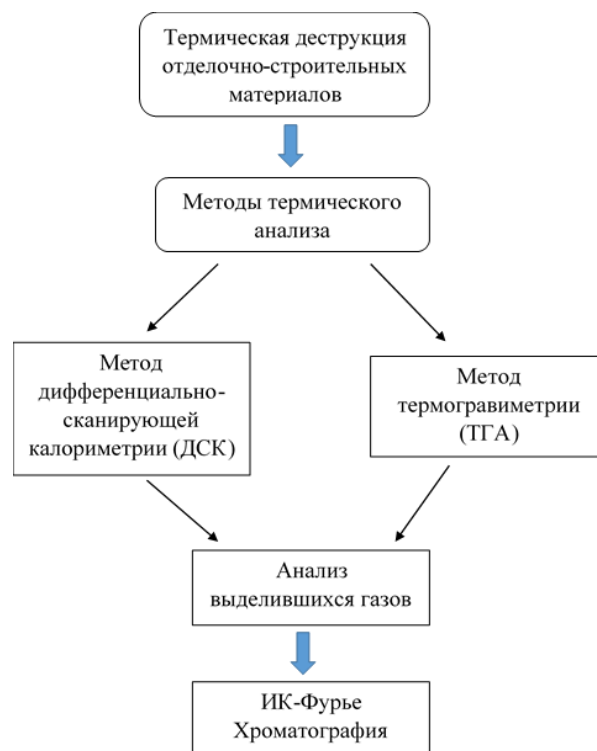 Термическая деструкция
отделочно-строительных
материалов
Методы термического
анализа
Метод
дифференциально-
сканирующей
калориметрии (ДСК)
Метод
термогравиметрии
(ТГА)
Анализ
выделившихся газов
ИК-Фурье
Хроматография